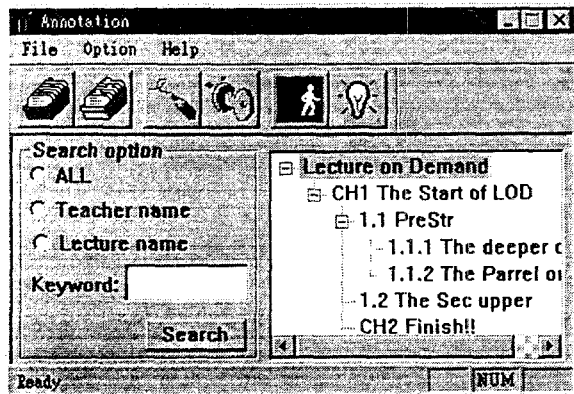 Annotation
File Option Help
Search option
ALL
Teacher name
Lecture name
Keyword:
Search
Lecture on Demand
CH1 The Start of LOD
1.1 PreStr
1.1.1 The deeper
1.1.2 The Parrel
1.2 The Sec upper
CH2 Finish!!
Ready
NUM